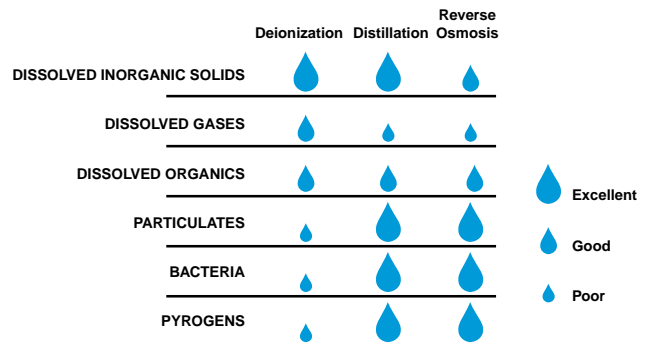 Deionization Distillation Reverse Osmosis
DISSOLVED INORGANIC SOLIDS
DISSOLVED GASES
DISSOLVED ORGANICS
PARTICULATES
BACTERIA
PYROGENS
Excellent
Good
Poor